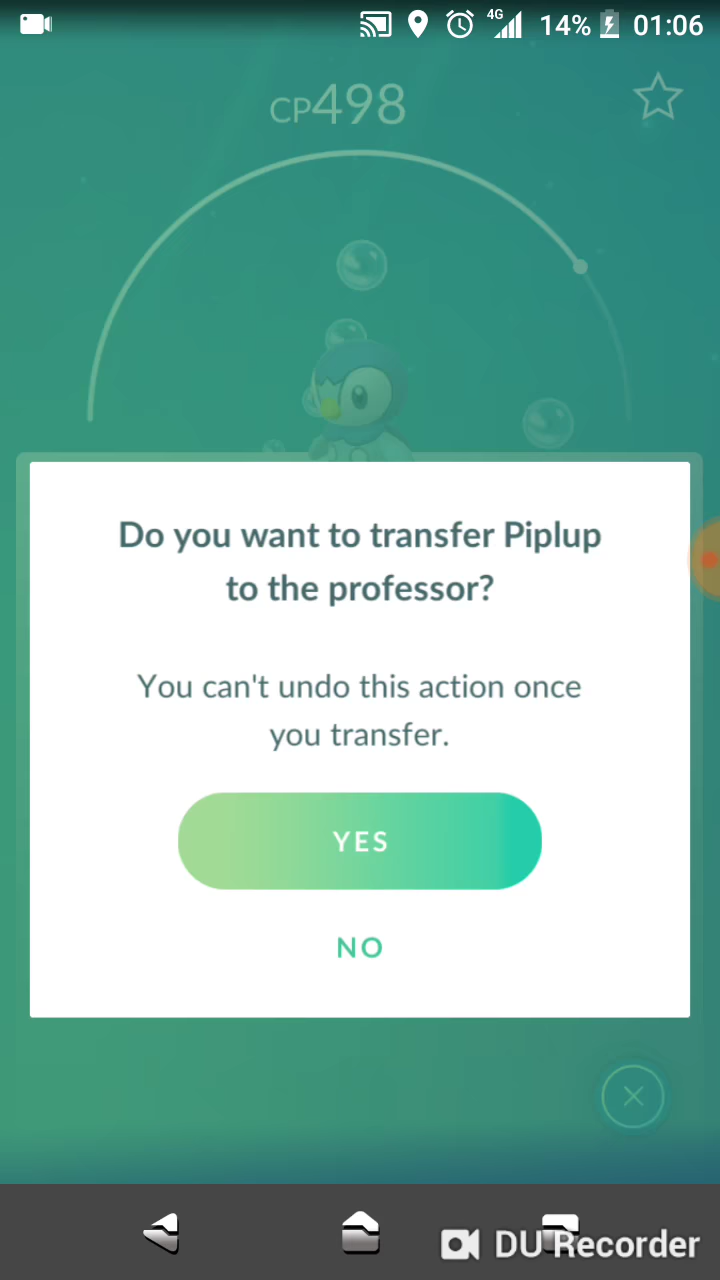 4G 14% 01:06
CP498
Do you want to transfer Piplup
to the professor?
You can't undo this action once
you transfer.
YES
NO
DU Recorder